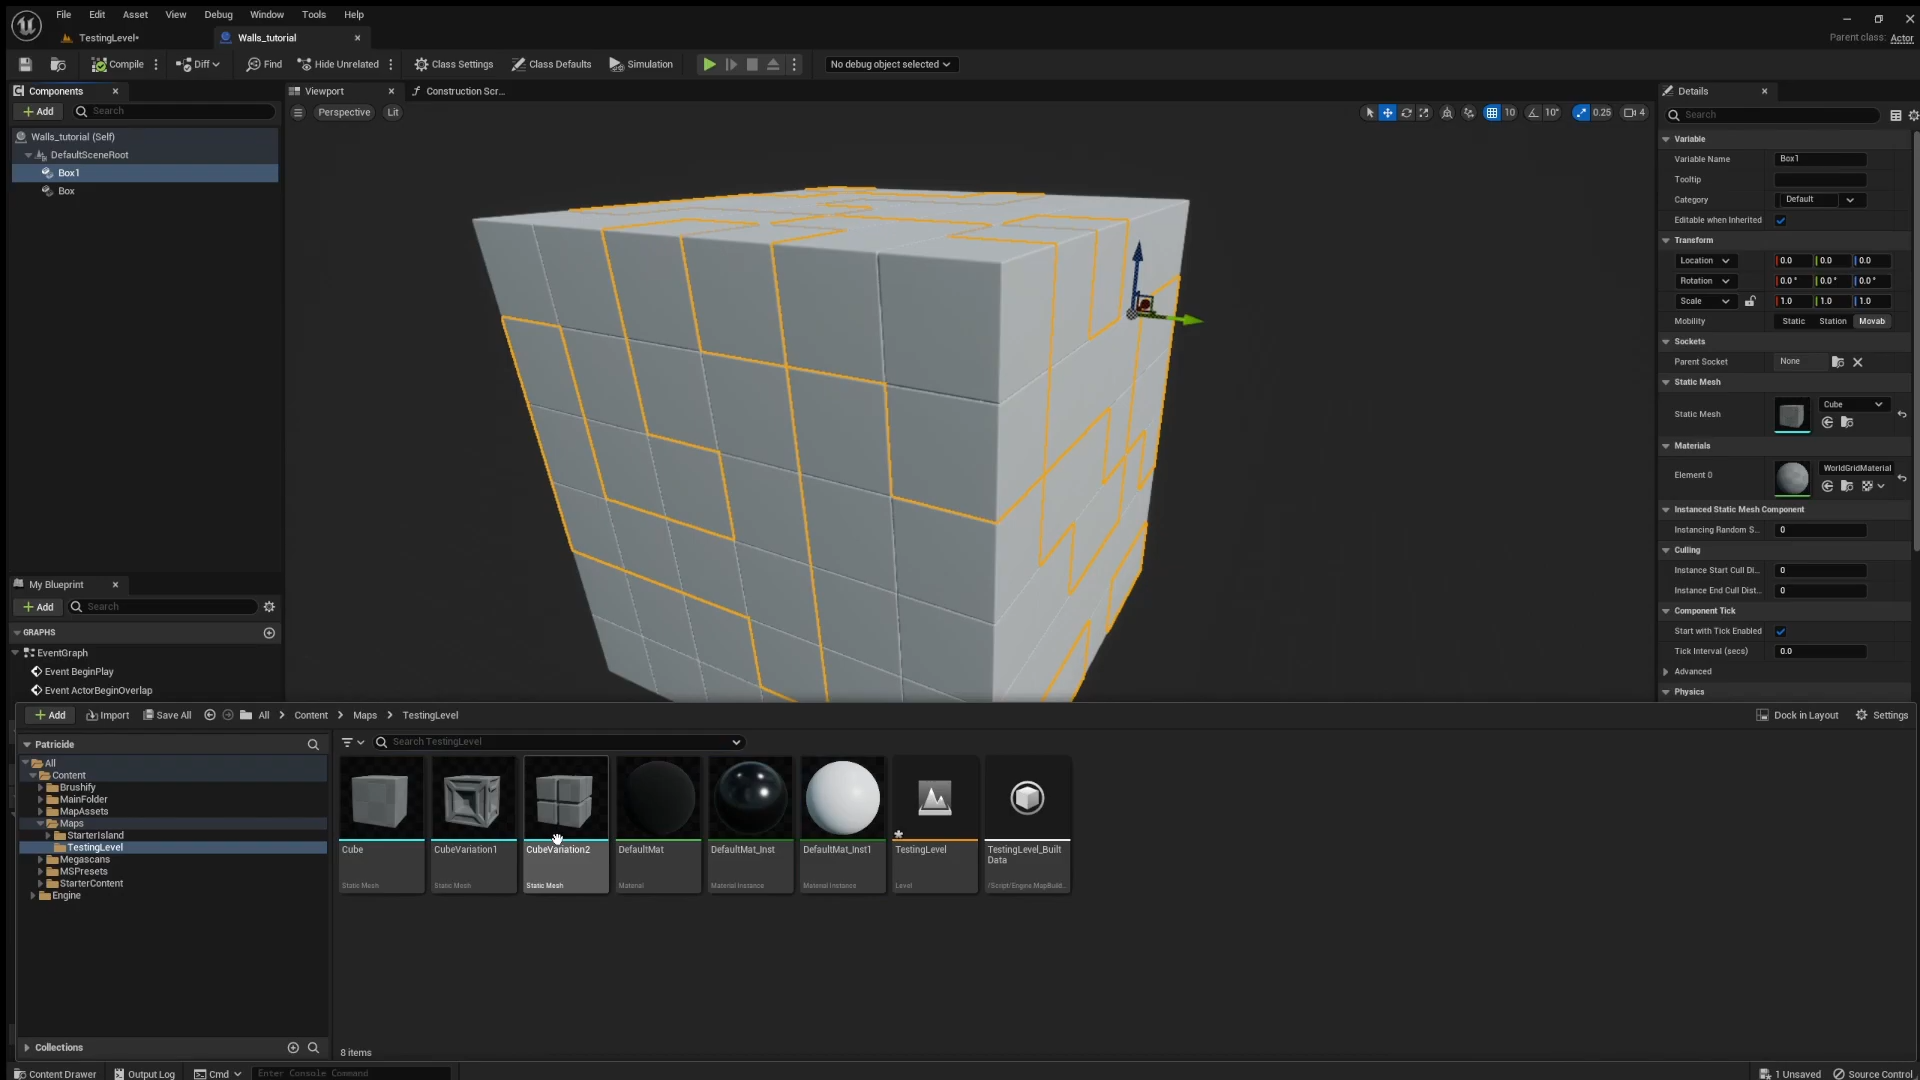 File Edit Asset View Debug Window Tools Help
TestingLevel*
Walls_tutorial
Parent class: Actor
Compile
Diff
Find
Hide Unrelated
Class Settings
Class Defaults
Simulation
No debug object selected
Components
Add
Search
Walls_tutorial (Self)
DefaultSceneRoot
Box1
Box
Viewport
Construction Scr...
Perspective
Lit
10
10°
0.25
4
Details
Search
Variable
Variable Name Box1
Tooltip
Category Default
Editable when Inherited
Transform
Location 0.0 0.0 0.0
Rotation 0.0° 0.0° 0.0°
Scale 1.0 1.0 1.0
Mobility Static Station Movab
Sockets
Parent Socket None
Static Mesh
Static Mesh Cube
Materials
Element 0 WorldGridMaterial
Instanced Static Mesh Component
Instancing Random S... 0
Culling
Instance Start Cull Di... 0
Instance End Cull Dist... 0
Component Tick
Start with Tick Enabled
Tick Interval (secs) 0.0
Advanced
Physics
My Blueprint
Add
Search
GRAPHS
EventGraph
Event BeginPlay
Event ActorBeginOverlap
Add
Import
Save All
All
Content
Maps
TestingLevel
Dock in Layout
Settings
Patricide
All
Content
Brushify
MainFolder
MapAssets
Maps
StarterIsland
TestingLevel
Megascans
MSPresets
StarterContent
Engine
Collections
Search TestingLevel
Cube
Static Mesh
CubeVariation1
Static Mesh
CubeVariation2
Static Mesh
DefaultMat
Material
DefaultMat_Inst
Material Instance
DefaultMat_Inst1
Material Instance
TestingLevel
Level
TestingLevel_Built
Data
/Script/Engine.MapBuild...
8 items
Content Drawer
Output Log
Cmd
Enter Console Command
1 Unsaved
Source Control